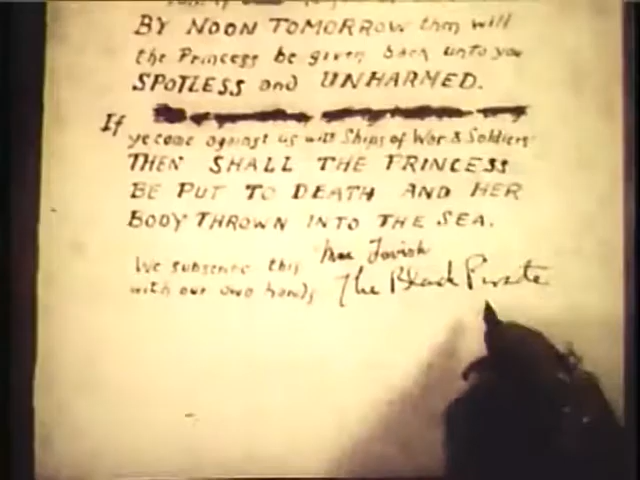 BY NOON TOMORROW then will
the Princess be given back unto you
SPOTLESS and UNHARMED.
If
ye come against us with Ships of War & Soldiers
THEN SHALL THE PRINCESS
BE PUT TO DEATH AND HER
BODY THROWN INTO THE SEA.
We subscribe this Mac Tavish
with our own hands The Black Pirate